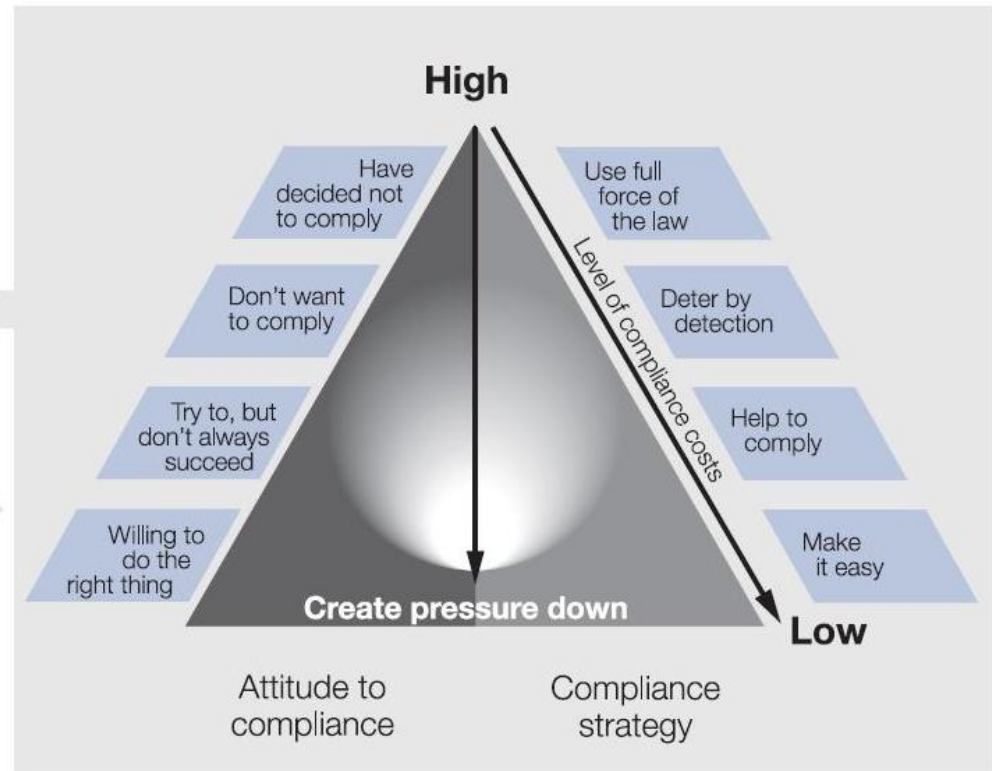 High
Have
decided not
to comply
Use full
force of
the law
Don't want
to comply
Deter by
detection
Level of compliance costs
Try to, but
don't always
succeed
Help to
comply
Willing to
do the
right thing
Make
it easy
Create pressure down
Low
Attitude to
compliance
Compliance
strategy